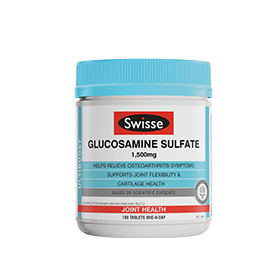 Swisse
ULTIBOOST
GLUCOSAMINE SULFATE
1,500mg
HELPS RELIEVE OSTEOARTHRITIS SYMPTOMS
SUPPORTS JOINT FLEXIBILITY &
CARTILAGE HEALTH
BASED ON SCIENTIFIC EVIDENCE
JOINT HEALTH
180 TABLETS ONE-A-DAY